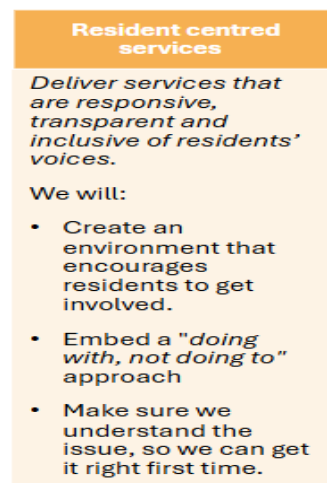 Resident centred
services
Deliver services that
are responsive,
transparent and
inclusive of residents’
voices.
We will:
• Create an
environment that
encourages
residents to get
involved.
• Embed a "doing
with, not doing to"
approach
• Make sure we
understand the
issue, so we can get
it right first time.